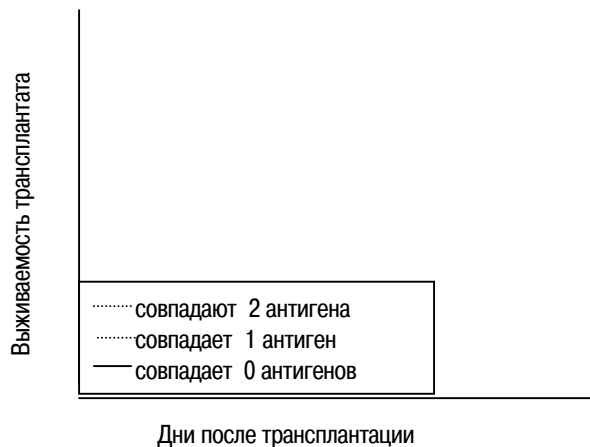 Выживаемость трансплантата
совпадают 2 антигена
совпадает 1 антиген
совпадает 0 антигенов
Дни после трансплантации